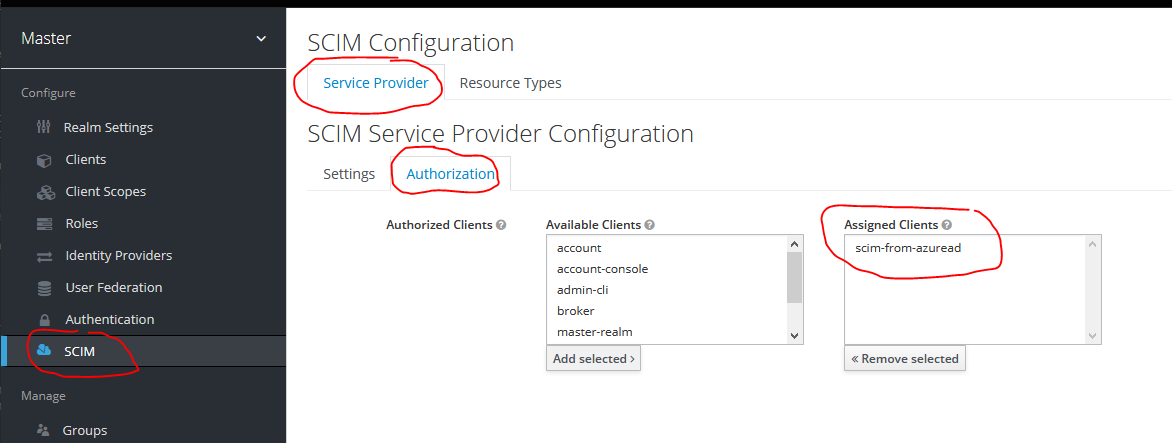 Master
Configure
Realm Settings
Clients
Client Scopes
Roles
Identity Providers
User Federation
Authentication
SCIM
Manage
Groups
SCIM Configuration
Service Provider Resource Types
SCIM Service Provider Configuration
Settings Authorization
Authorized Clients Available Clients Assigned Clients
account
account-console
admin-cli
broker
master-realm
Add selected ›
scim-from-azuread
« Remove selected